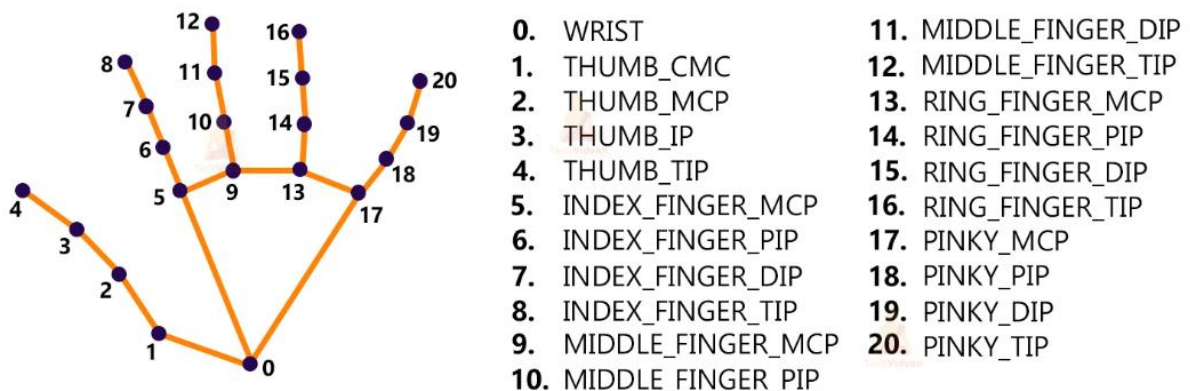 12
16
8
11
15
20
7
10
14
19
6
18
5
9
13
17
4
3
2
1
0
0. WRIST
1. THUMB_CMC
2. THUMB_MCP
3. THUMB_IP
4. THUMB_TIP
5. INDEX_FINGER_MCP
6. INDEX_FINGER_PIP
7. INDEX_FINGER_DIP
8. INDEX_FINGER_TIP
9. MIDDLE_FINGER_MCP
10. MIDDLE_FINGER_PIP
11. MIDDLE_FINGER_DIP
12. MIDDLE_FINGER_TIP
13. RING_FINGER_MCP
14. RING_FINGER_PIP
15. RING_FINGER_DIP
16. RING_FINGER_TIP
17. PINKY_MCP
18. PINKY_PIP
19. PINKY_DIP
20. PINKY_TIP